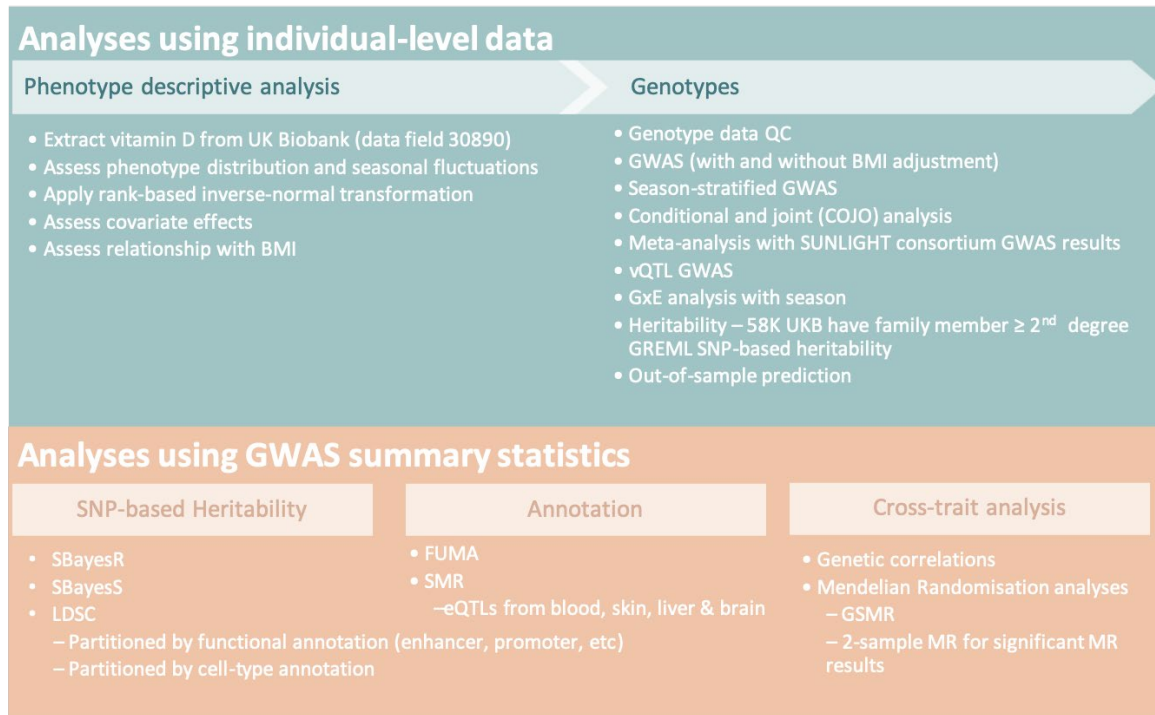 Analyses using individual-level data
Phenotype descriptive analysis
• Extract vitamin D from UK Biobank (data field 30890)
• Assess phenotype distribution and seasonal fluctuations
• Apply rank-based inverse-normal transformation
• Assess covariate effects
• Assess relationship with BMI
Genotypes
• Genotype data QC
• GWAS (with and without BMI adjustment)
• Season-stratified GWAS
• Conditional and joint (COJO) analysis
• Meta-analysis with SUNLIGHT consortium GWAS results
• vQTL GWAS
• GxE analysis with season
• Heritability – 58K UKB have family member ≥ 2nd degree
GREML SNP-based heritability
• Out-of-sample prediction
Analyses using GWAS summary statistics
SNP-based Heritability
• SBayesR
• SBayesS
• LDSC
– Partitioned by functional annotation (enhancer, promoter, etc)
– Partitioned by cell-type annotation
Annotation
• FUMA
• SMR
–eQTLs from blood, skin, liver & brain
Cross-trait analysis
• Genetic correlations
• Mendelian Randomisation analyses
– GSMR
– 2-sample MR for significant MR
results